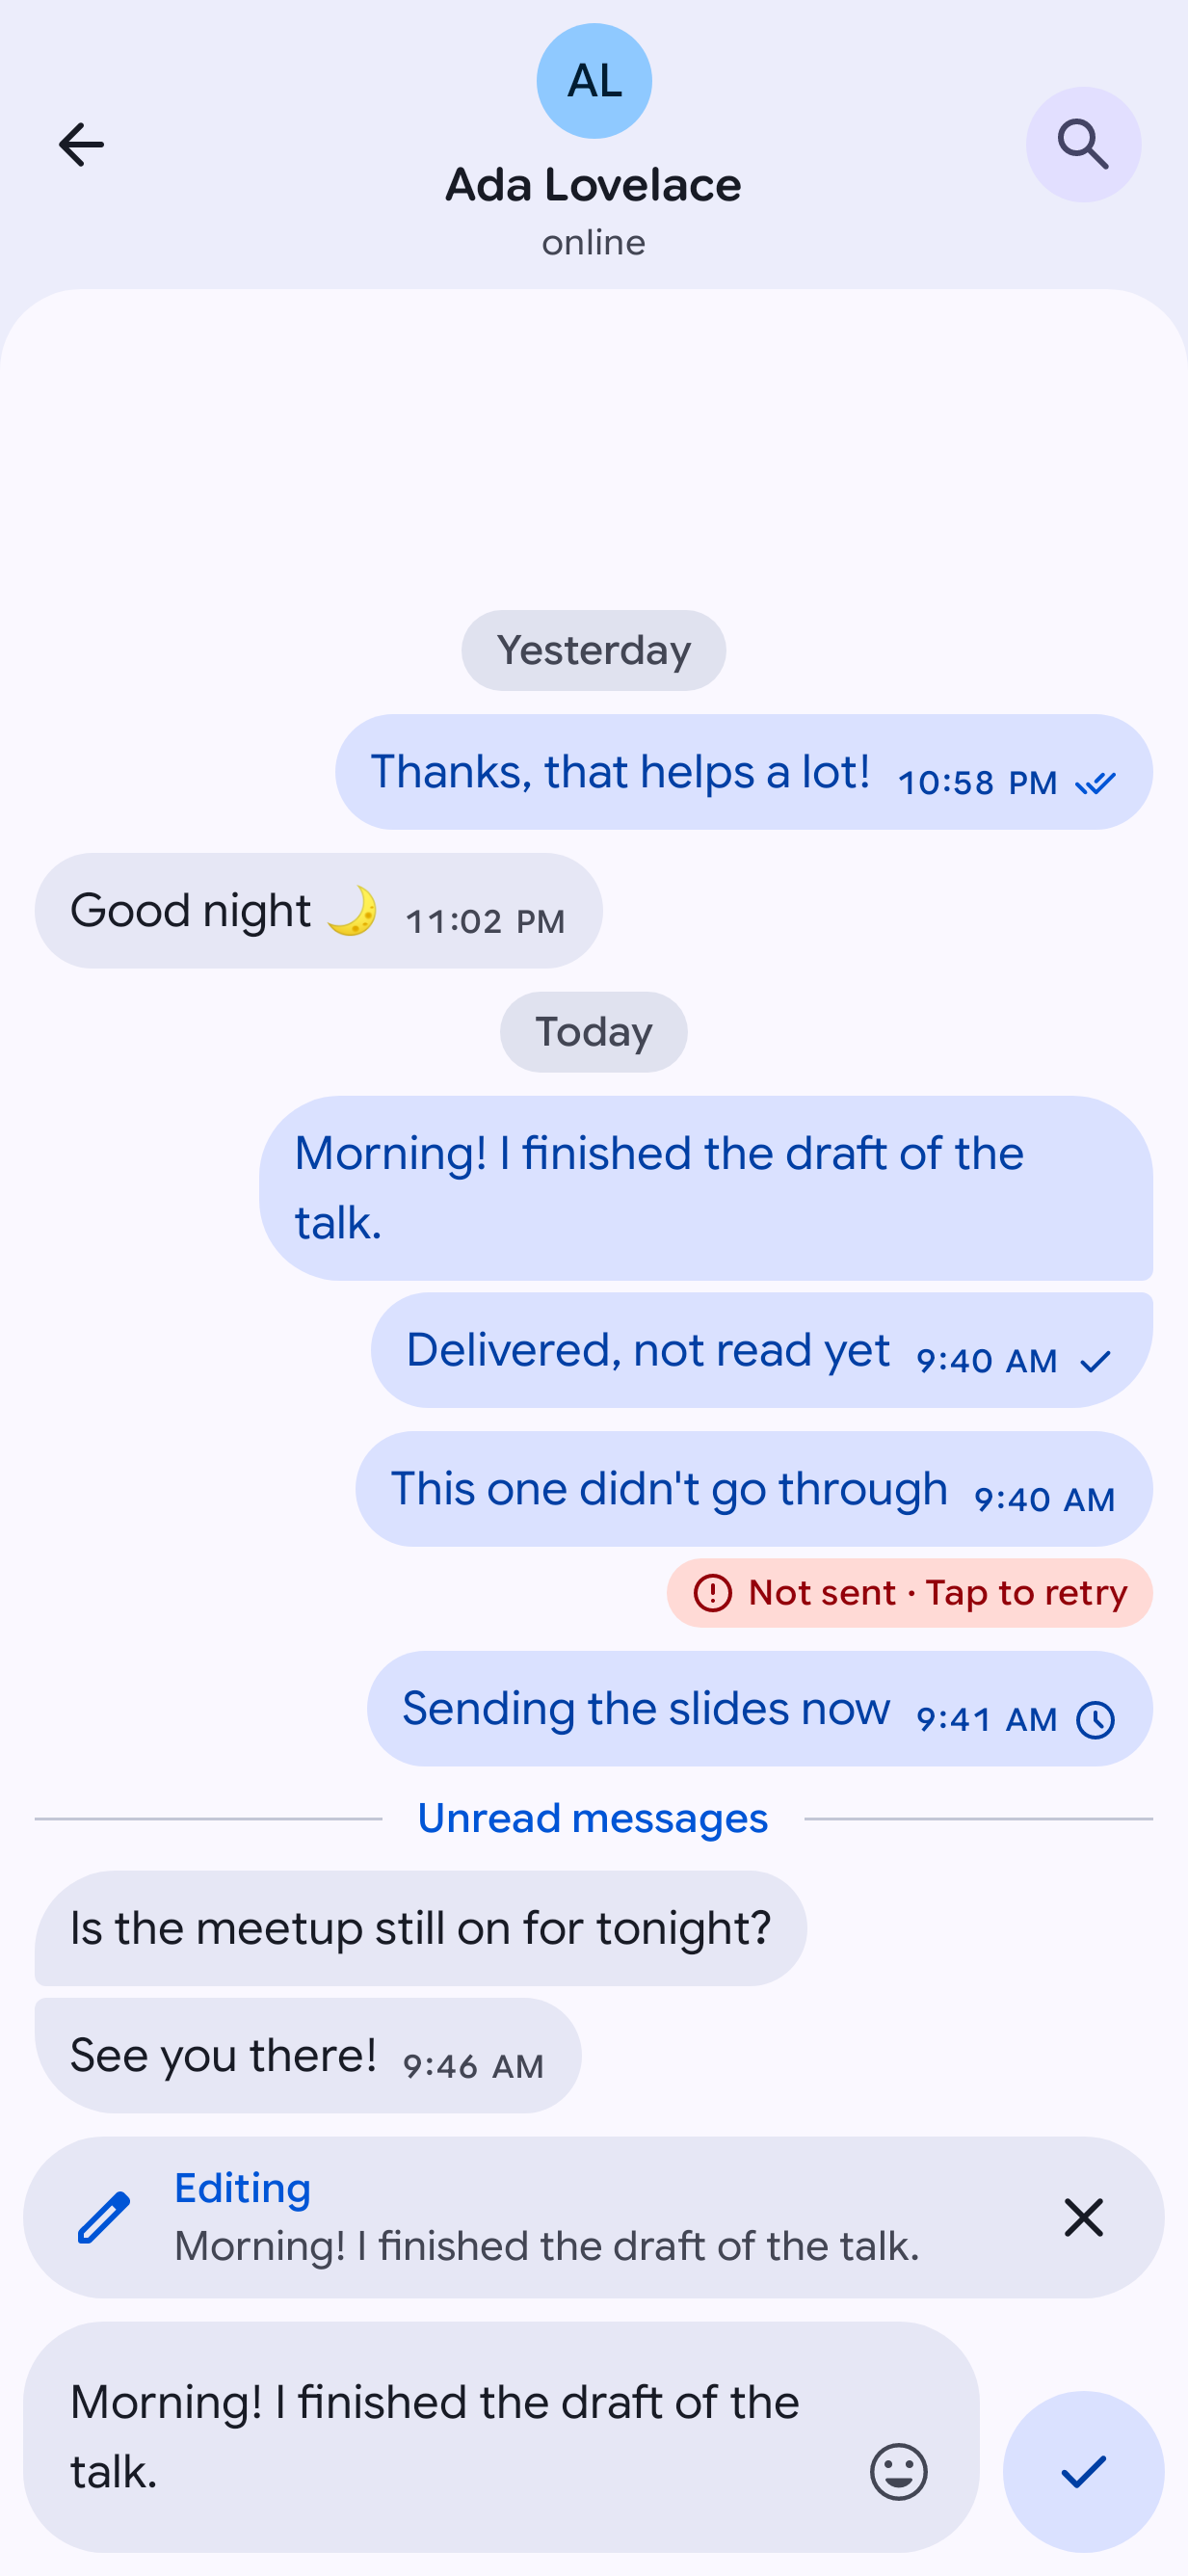 AL
Ada Lovelace
online
Yesterday
Thanks, that helps a lot! 10:58 PM
Good night 🌙 11:02 PM
Today
Morning! I finished the draft of the
talk.
Delivered, not read yet 9:40 AM
This one didn't go through 9:40 AM
Not sent · Tap to retry
Sending the slides now 9:41 AM
Unread messages
Is the meetup still on for tonight?
See you there! 9:46 AM
Editing
Morning! I finished the draft of the talk.
Morning! I finished the draft of the
talk.